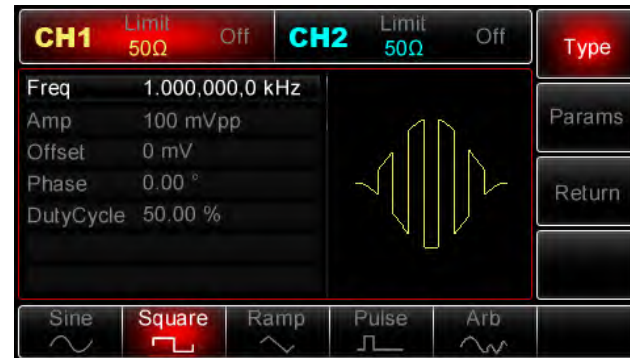 CH1 Limit 50Ω Off CH2 Limit 50Ω Off
Type
Freq 1.000,000,0 kHz
Amp 100 mVpp
Params
Offset 0 mV
Phase 0.00 °
Return
DutyCycle 50.00 %
Sine Square Ramp Pulse Arb